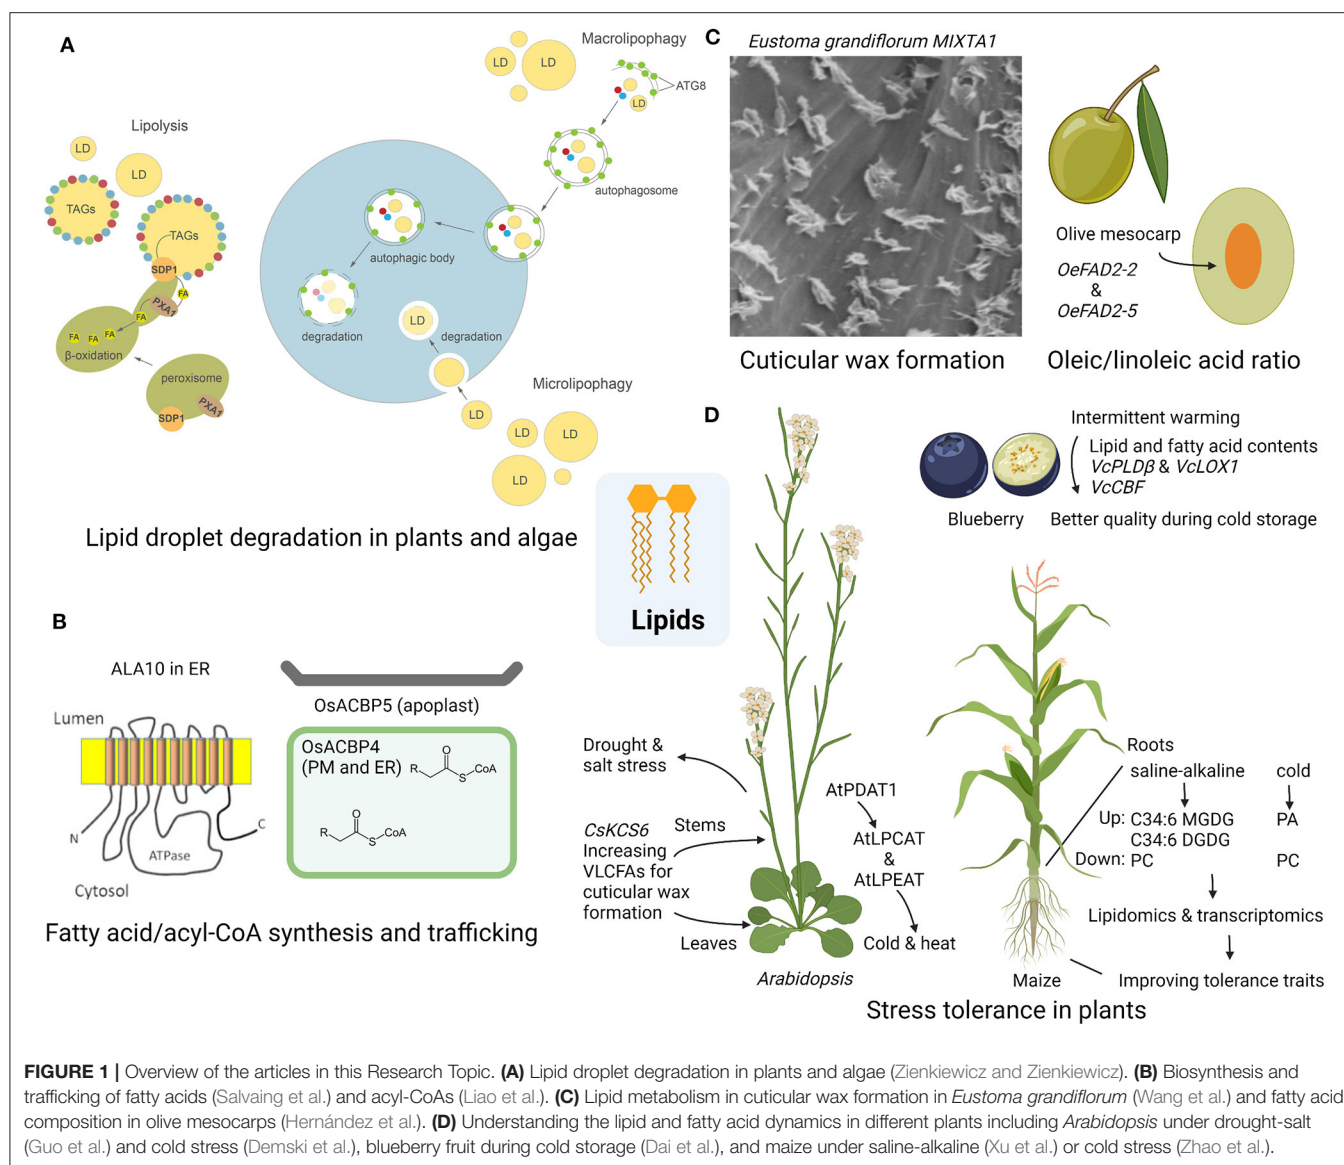 A
Macrolipophagy
LD
LD
ATG8
LD
autophagosome
Lipolysis
LD
LD
TAGs
TAGs
SDP1
FA
PXA1
FA
FA FA FA
β-oxidation
peroxisome
PXA1
SDP1
autophagic body
degradation
LD
degradation
Microlipophagy
LD
LD
LD
LD
Lipid droplet degradation in plants and algae
B
ALA10 in ER
Lumen
N
C
ATPase
Cytosol
OsACBP5 (apoplast)
OsACBP4
(PM and ER)
O
R
S
CoA
O
R
S
CoA
Fatty acid/acyl-CoA synthesis and trafficking
Lipids
C
Eustoma grandiflorum MIXTA1
Cuticular wax formation
Olive mesocarp
OeFAD2-2
&
OeFAD2-5
Oleic/linoleic acid ratio
D
Intermittent warming
Lipid and fatty acid contents
VcPLDβ & VcLOX1
VcCBF
Blueberry
Better quality during cold storage
Drought &
salt stress
CsKCS6
Increasing
VLCFAs for
cuticular wax
formation
Stems
Leaves
AtPDAT1
AtLPCAT
&
AtLPEAT
Cold & heat
Arabidopsis
Roots
saline-alkaline cold
Up: C34:6 MGDG PA
C34:6 DGDG
Down: PC PC
Lipidomics & transcriptomics
Maize
Improving tolerance traits
Stress tolerance in plants
FIGURE 1 | Overview of the articles in this Research Topic. (A) Lipid droplet degradation in plants and algae (Zienkiewicz and Zienkiewicz). (B) Biosynthesis and
trafficking of fatty acids (Salvaing et al.) and acyl-CoAs (Liao et al.). (C) Lipid metabolism in cuticular wax formation in Eustoma grandiflorum (Wang et al.) and fatty acid
composition in olive mesocarps (Hernández et al.). (D) Understanding the lipid and fatty acid dynamics in different plants including Arabidopsis under drought-salt
(Guo et al.) and cold stress (Demski et al.), blueberry fruit during cold storage (Dai et al.), and maize under saline-alkaline (Xu et al.) or cold stress (Zhao et al.).